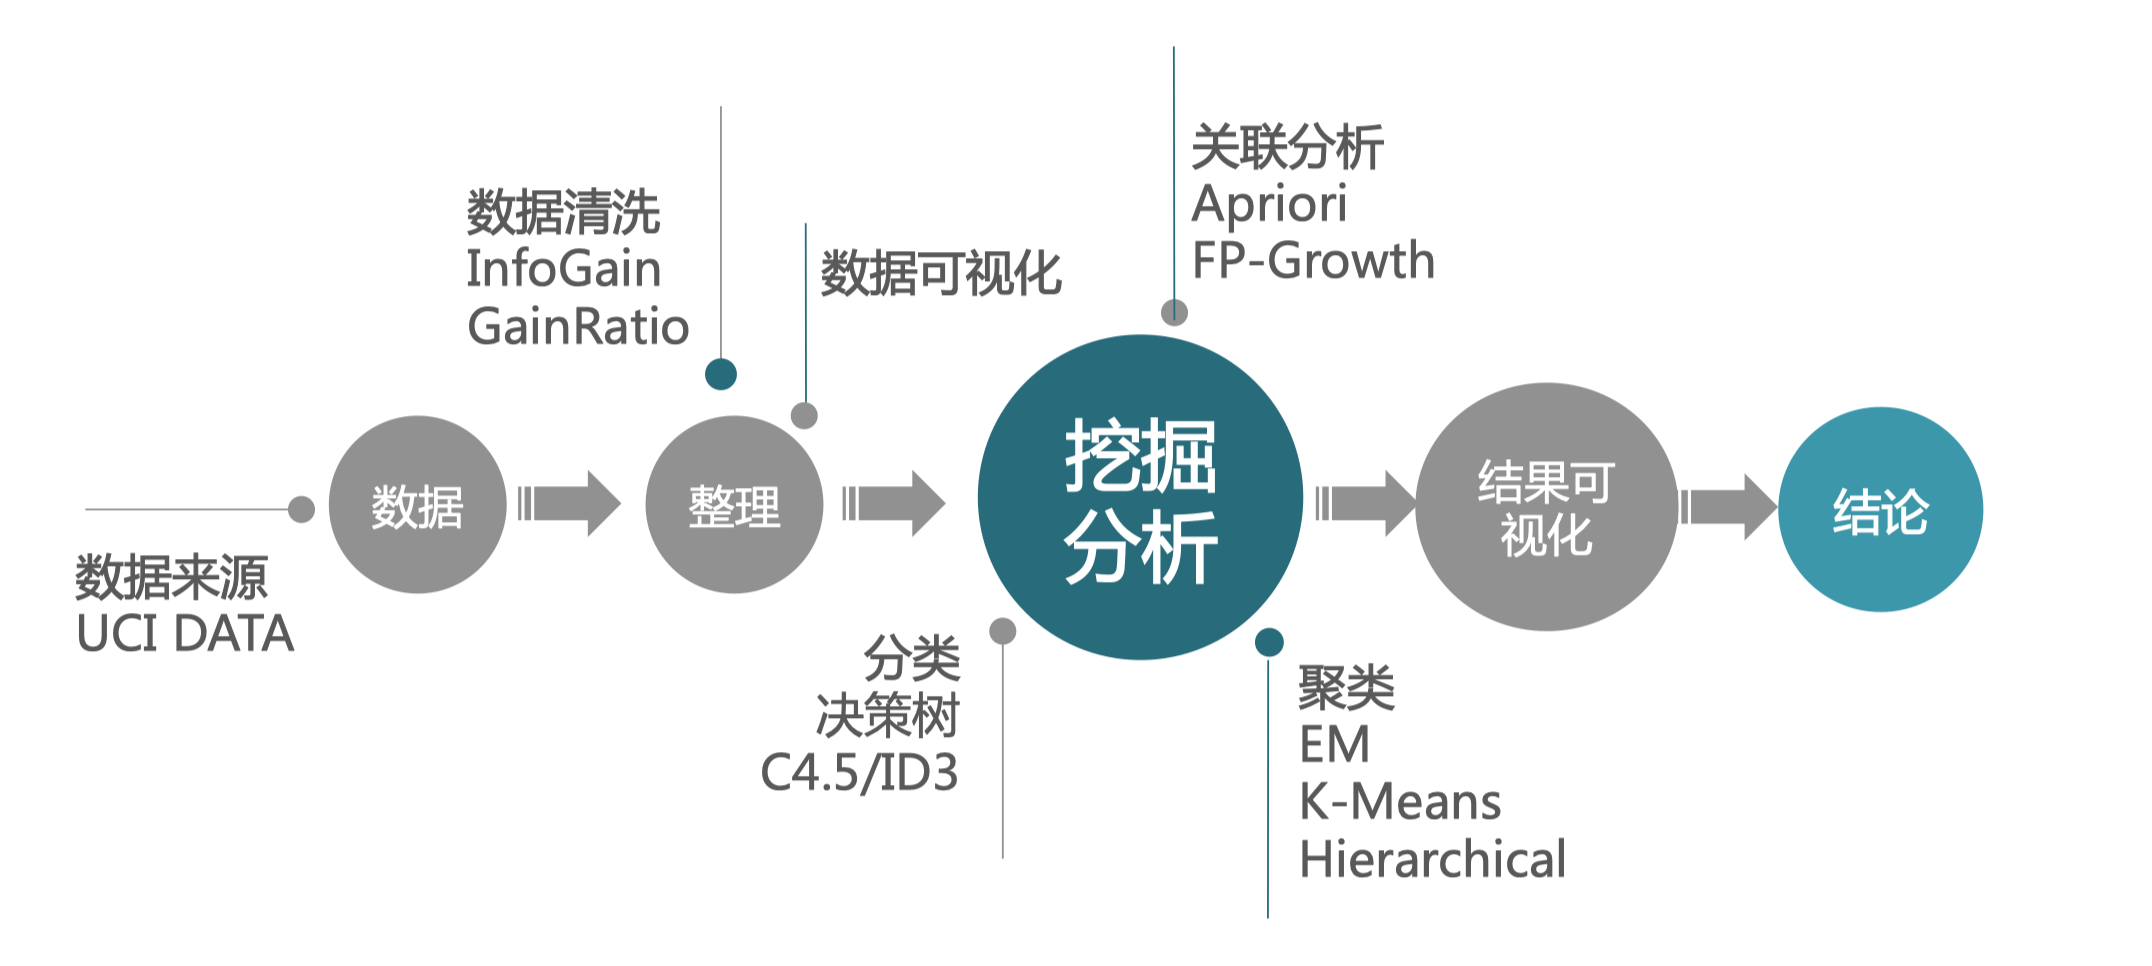 数据来源
UCI DATA
数据
数据清洗
InfoGain
GainRatio
数据可视化
整理
关联分析
Apriori
FP-Growth
挖掘
分析
分类
决策树
C4.5/ID3
聚类
EM
K-Means
Hierarchical
结果可
视化
结论